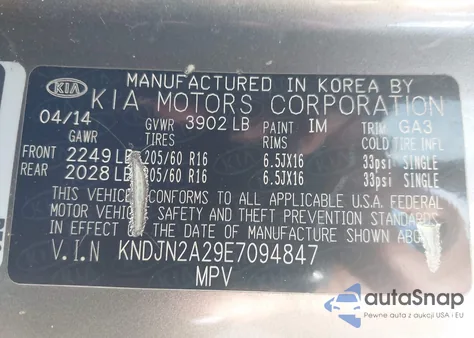 KIA MANUFACTURED IN KOREA BY
KIA MOTORS CORPORATION
04/14 GVWR 3902 LB PAINT IM TRIM GA3
GAWR TIRES RIMS COLD TIRE INFL
FRONT 2249 LB 205/60 R16 6.5JX16 33psi SINGLE
REAR 2028 LB 205/60 R16 6.5JX16 33psi SINGLE
THIS VEHICLE CONFORMS TO ALL APPLICABLE U.S.A. FEDERAL
MOTOR VEHICLE SAFETY AND THEFT PREVENTION STANDARDS
IN EFFECT ON THE DATE OF MANUFACTURE SHOWN ABOVE
V.I.N KNDJN2A29E7094847
MPV
autoSnap
Pewne auta z aukcji USA i EU